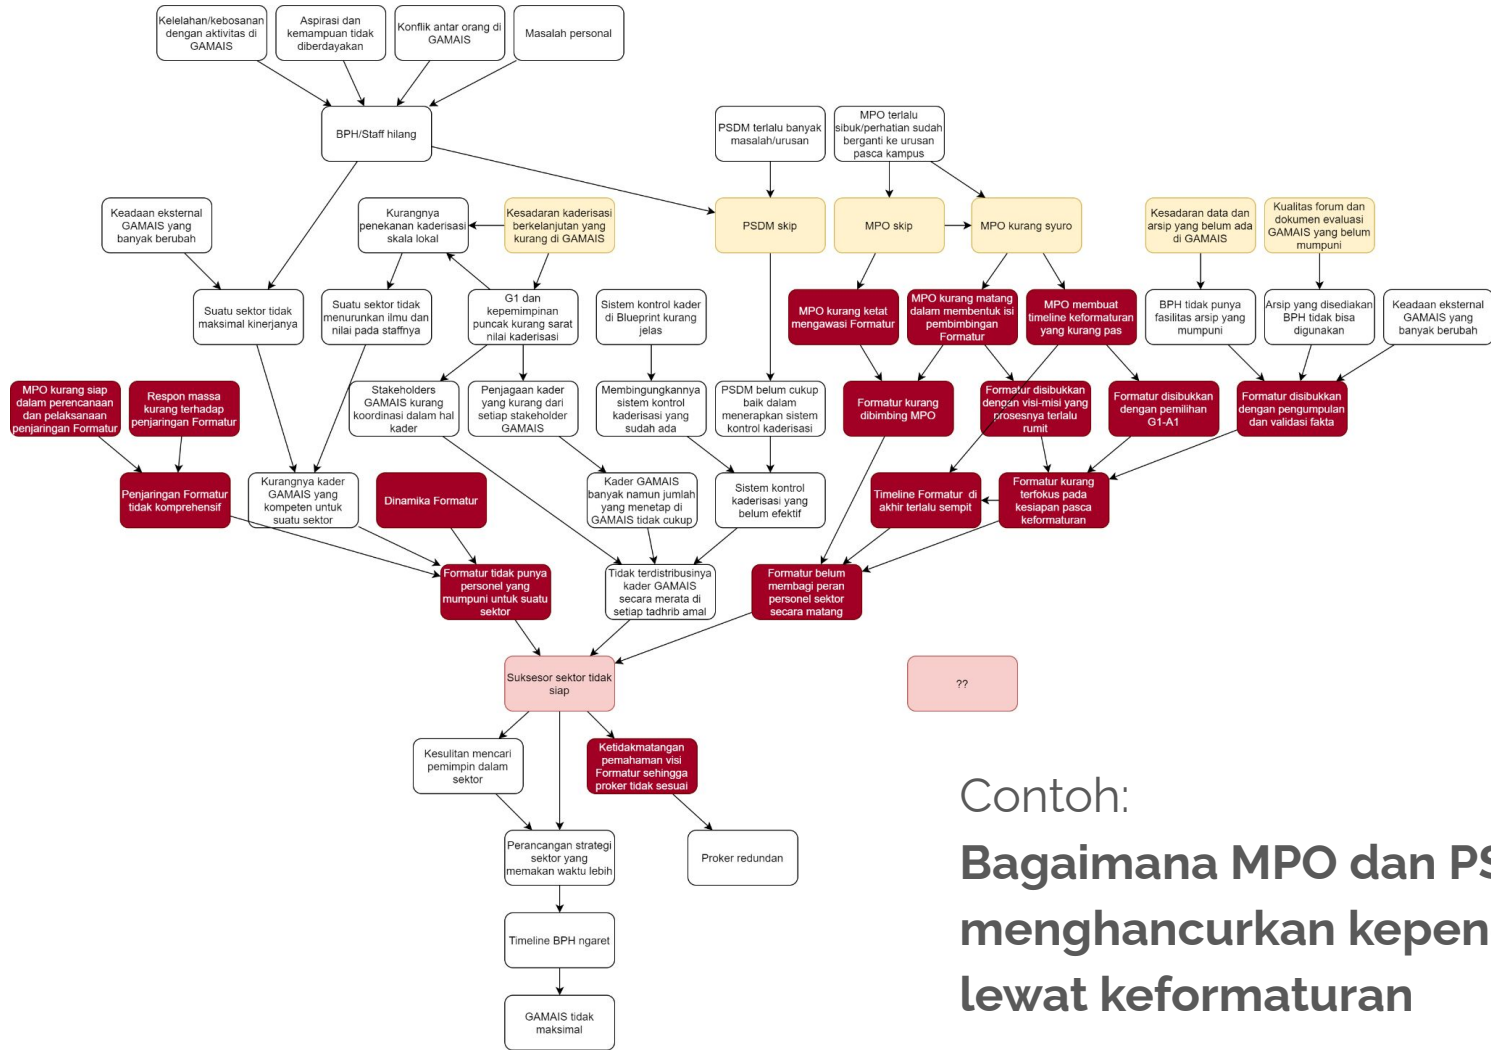 Kelelahan/kebosanan
dengan aktivitas di
GAMAIS
Aspirasi dan
kemampuan tidak
diberdayakan
Konflik antar orang di
GAMAIS
Masalah personal
BPH/Staff hilang
PSDM terlalu banyak
masalah/urusan
MPO terlalu
sibuk/perhatian sudah
berganti ke urusan
pasca kampus
Keadaan eksternal
GAMAIS yang
banyak berubah
Kurangnya
penekanan kaderisasi
skala lokal
Kesadaran kaderisasi
berkelanjutan yang
kurang di GAMAIS
PSDM skip
MPO skip
MPO kurang syuro
Kesadaran data dan
arsip yang belum ada
di GAMAIS
Kualitas forum dan
dokumen evaluasi
GAMAIS yang belum
mumpuni
Suatu sektor tidak
maksimal kinerjanya
Suatu sektor tidak
menurunkan ilmu dan
nilai pada staffnya
G1 dan
kepemimpinan
puncak kurang sarat
nilai kaderisasi
Sistem kontrol kader
di Blueprint kurang
jelas
MPO kurang ketat
mengawasi Formatur
MPO kurang matang
dalam membentuk isi
pembimbingan
Formatur
MPO membuat
timeline keformaturan
yang kurang pas
BPH tidak punya
fasilitas arsip yang
mumpuni
Arsip yang disediakan
BPH tidak bisa
digunakan
Keadaan eksternal
GAMAIS yang
banyak berubah
MPO kurang siap
dalam perencanaan
dan pelaksanaan
penjaringan Formatur
Respon massa
kurang terhadap
penjaringan Formatur
Stakeholders
GAMAIS kurang
koordinasi dalam hal
kader
Penjagaan kader
yang kurang dari
setiap stakeholder
GAMAIS
Membingungkannya
sistem kontrol
kaderisasi yang
sudah ada
PSDM belum cukup
baik dalam
menerapkan sistem
kontrol kaderisasi
Formatur kurang
dibimbing MPO
Formatur disibukkan
dengan visi-misi yang
prosesnya terlalu
rumit
Formatur disibukkan
dengan pemilihan
G1-A1
Formatur disibukkan
dengan pengumpulan
dan validasi fakta
Penjaringan Formatur
tidak komprehensif
Kurangnya kader
GAMAIS yang
kompeten untuk
suatu sektor
Dinamika Formatur
Kader GAMAIS
banyak namun jumlah
yang menetap di
GAMAIS tidak cukup
Sistem kontrol
kaderisasi yang
belum efektif
Timeline Formatur di
akhir terlalu sempit
Formatur kurang
terfokus pada
kesiapan pasca
keformaturan
Formatur tidak punya
personel yang
mumpuni untuk suatu
sektor
Tidak terdistribusinya
kader GAMAIS
secara merata di
setiap tadhrib amal
Formatur belum
membagi peran
personel sektor
secara matang
Suksesor sektor tidak
siap
??
Kesulitan mencari
pemimpin dalam
sektor
Ketidakmatangan
pemahaman visi
Formatur sehingga
proker tidak sesuai
Perancangan strategi
sektor yang
memakan waktu lebih
Proker redundan
Timeline BPH ngaret
GAMAIS tidak
maksimal
Contoh:
Bagaimana MPO dan PS
menghancurkan kepen
lewat keformaturan